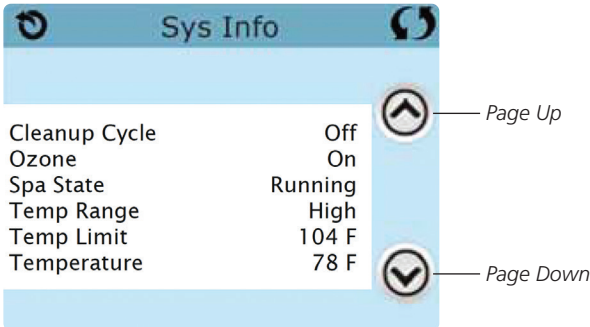 Sys Info
Page Up
Cleanup Cycle Off
Ozone On
Spa State Running
Temp Range High
Temp Limit 104 F
Temperature 78 F
Page Down